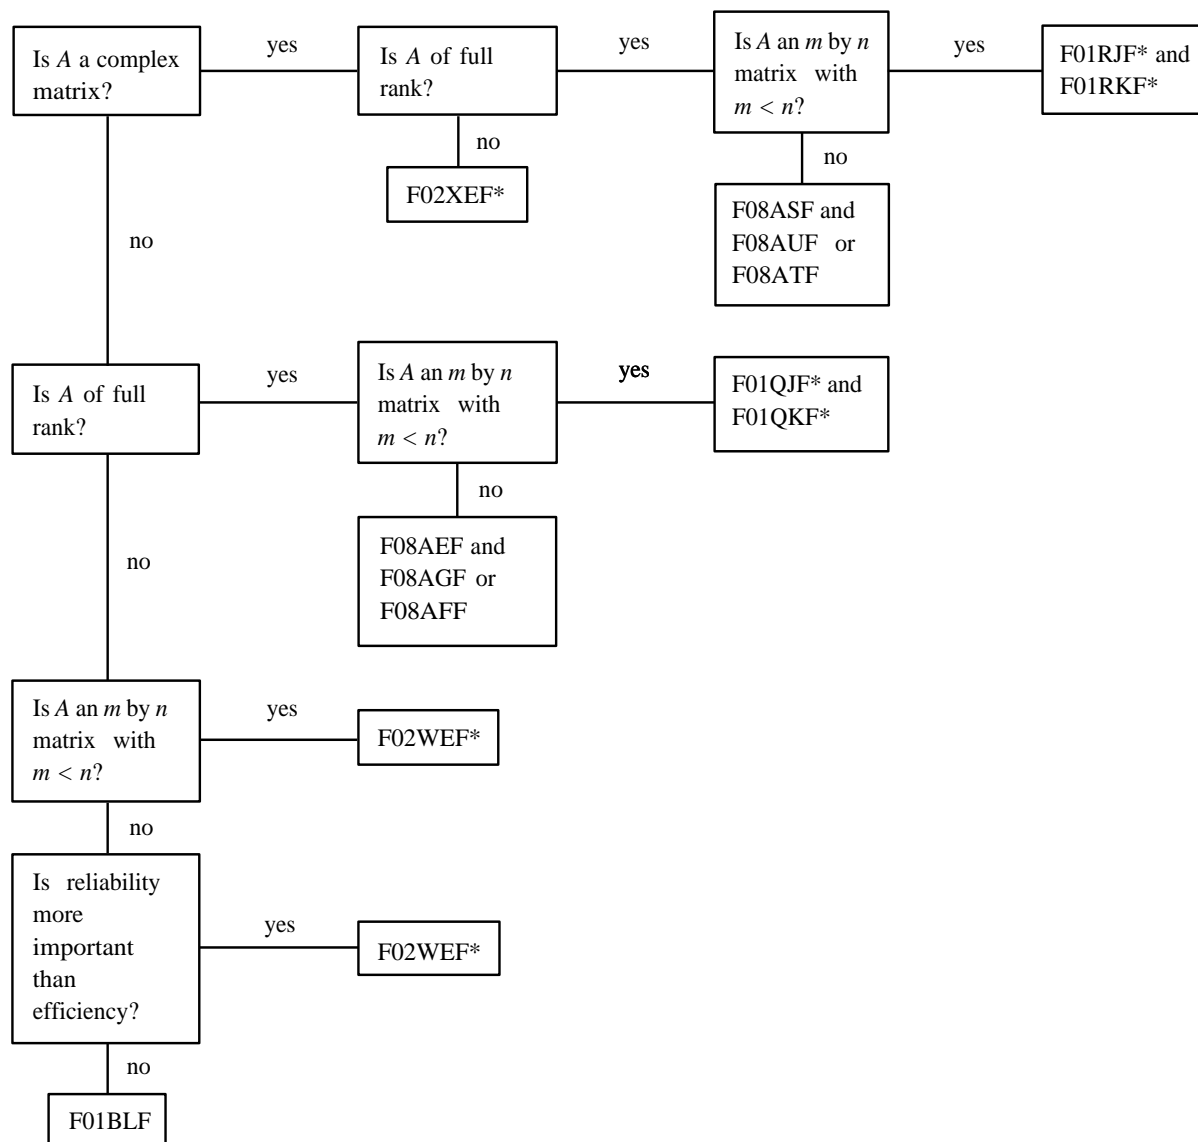 Is A a complex
matrix?
yes
Is A of full
rank?
yes
Is A an m by n
matrix with
m < n?
yes
F01RJF* and
F01RKF*
no
F02XEF*
no
F08ASF and
F08AUF or
F08ATF
no
Is A of full
rank?
yes
Is A an m by n
matrix with
m < n?
yes
F01QJF* and
F01QKF*
no
F08AEF and
F08AGF or
F08AFF
no
Is A an m by n
matrix with
m < n?
yes
F02WEF*
no
Is reliability
more
important
than
efficiency?
yes
F02WEF*
no
F01BLF